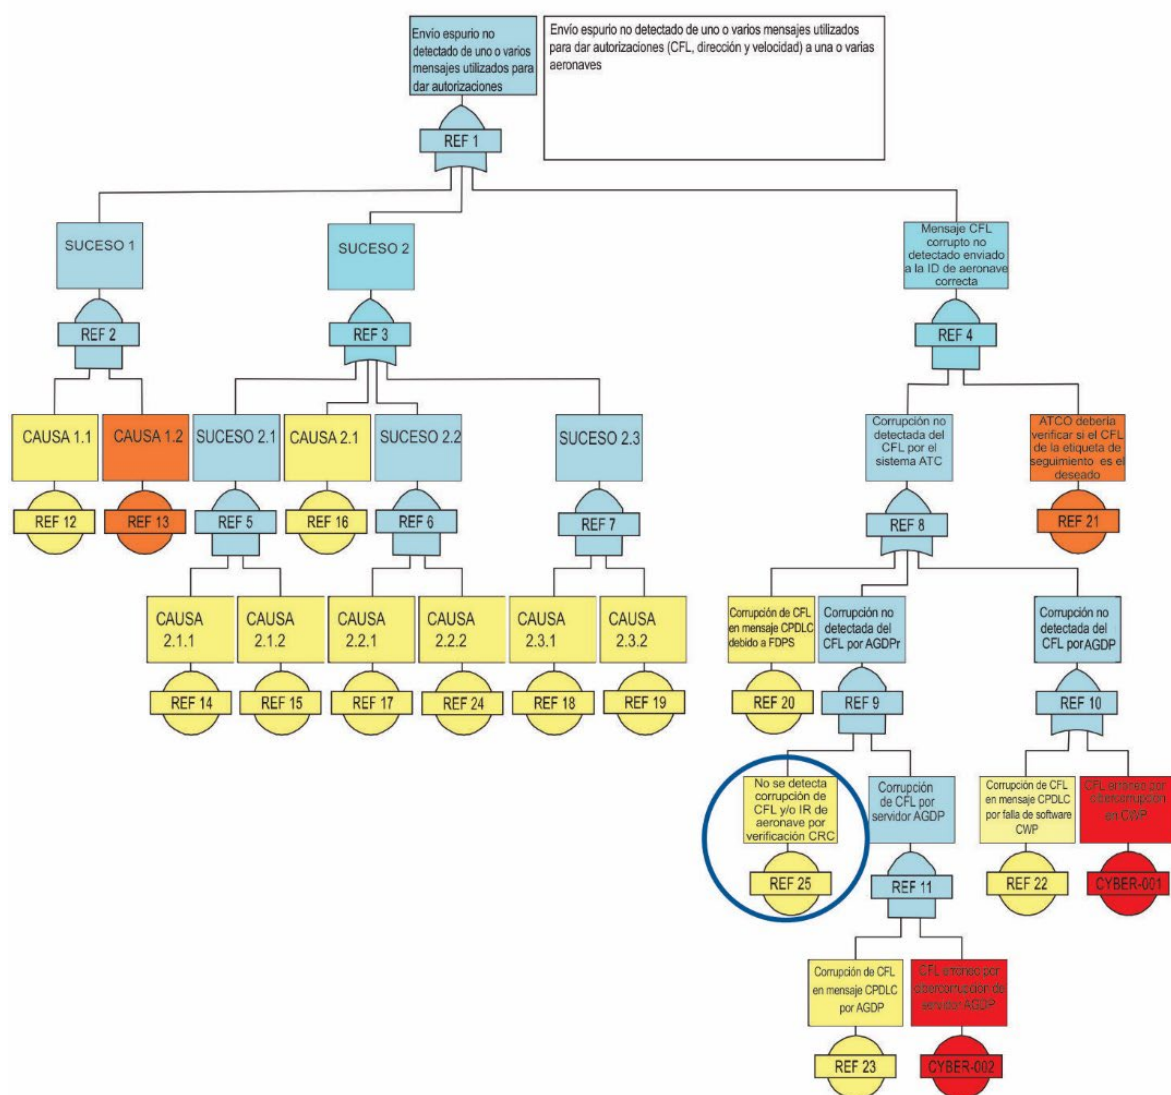 Envío espurio no
detectado de uno o varios
mensajes utilizados para
dar autorizaciones
Envío espurio no detectado de uno o varios mensajes utilizados
para dar autorizaciones (CFL, dirección y velocidad) a una o varias
aeronaves
REF 1
SUCESO 1
SUCESO 2
Mensaje CFL
corrupto no
detectado enviado
a la ID de aeronave
correcta
REF 2
REF 3
REF 4
CAUSA 1.1
CAUSA 1.2
SUCESO 2.1
CAUSA 2.1
SUCESO 2.2
SUCESO 2.3
Corrupción no
detectada del
CFL por el
sistema ATC
ATCO debería
verificar si el CFL
de la etiqueta de
seguimiento es el
deseado
REF 12
REF 13
REF 5
REF 16
REF 6
REF 7
REF 8
REF 21
CAUSA
2.1.1
CAUSA
2.1.2
CAUSA
2.2.1
CAUSA
2.2.2
CAUSA
2.3.1
CAUSA
2.3.2
Corrupción de CFL
en mensaje CPDLC
debido a FDPS
Corrupción no
detectada del
CFL por AGDPr
Corrupción no
detectada del
CFL por AGDP
REF 14
REF 15
REF 17
REF 24
REF 18
REF 19
REF 20
REF 9
REF 10
No se detecta
corrupción de
CFL y/o IR de
aeronave por
verificación CRC
Corrupción
de CFL por
servidor AGDP
Corrupción de CFL
en mensaje CPDLC
por falla de software
CWP
CFL erróneo por
cibercorrupción
en CWP
REF 25
REF 11
REF 22
CYBER-001
Corrupción de CFL
en mensaje CPDLC
por AGDP
CFL erróneo por
cibercorrupción de
servidor AGDP
REF 23
CYBER-002